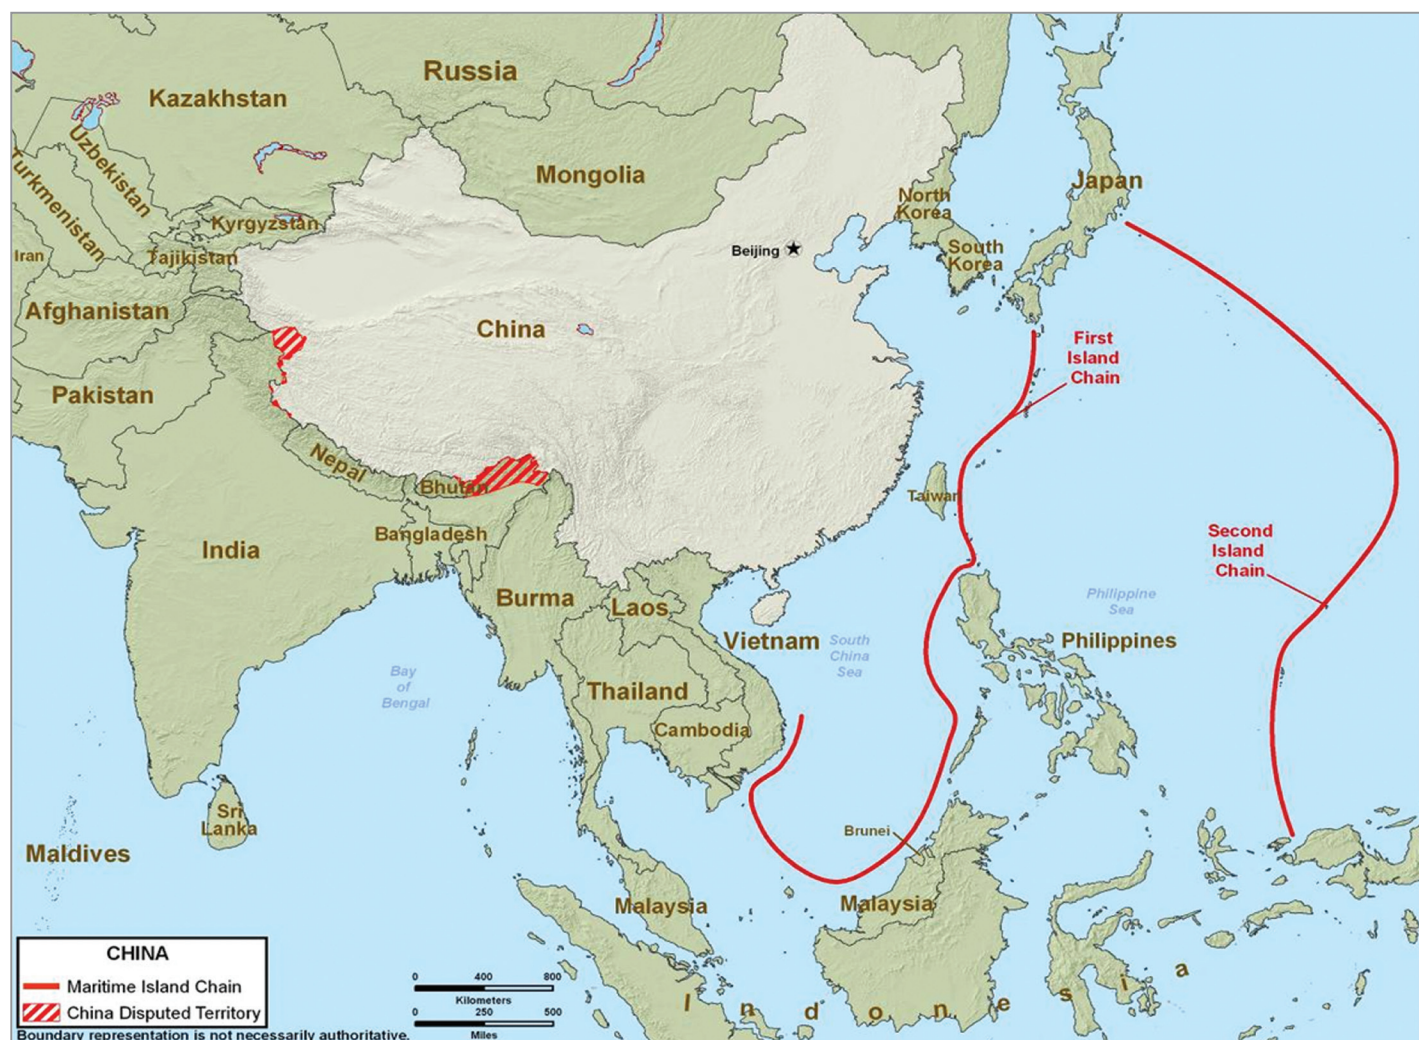 Russia
Kazakhstan
Uzbekistan
Turkmenistan
Mongolia
Kyrgyzstan
Tajikistan
Iran
Afghanistan
Pakistan
North
Korea
South
Korea
Japan
Beijing
China
First
Island
Chain
Nepal
Bhutan
Bangladesh
India
Taiwan
Second
Island
Chain
Burma
Laos
Vietnam
Thailand
Cambodia
Philippine
Sea
Philippines
South
China
Sea
Bay
of
Bengal
Sri
Lanka
Maldives
Brunei
Malaysia
Malaysia
Indonesia
CHINA
Maritime Island Chain
China Disputed Territory
Boundary representation is not necessarily authoritative.
0 400 800
Kilometers
0 250 500
Miles